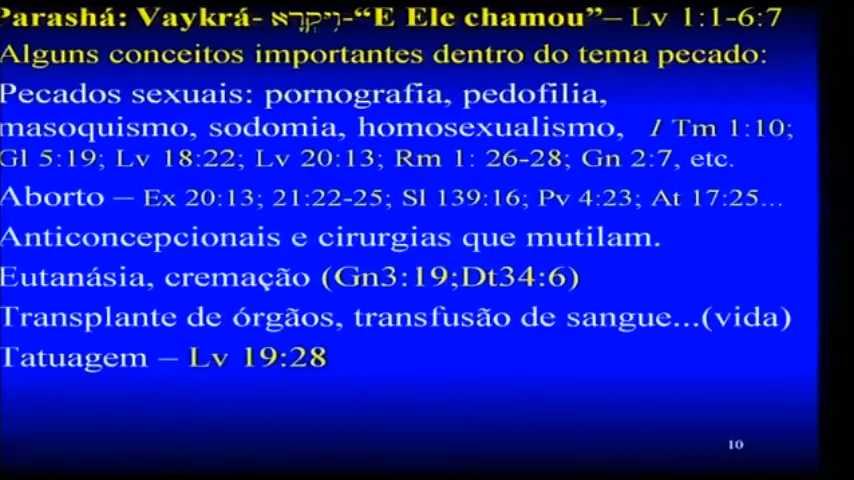 Parashá: Vaykrá- וַיִּקְרָא-“E Ele chamou”– Lv 1:1-6:7
Alguns conceitos importantes dentro do tema pecado:
Pecados sexuais: pornografia, pedofilia,
masoquismo, sodomia, homosexualismo, I Tm 1:10;
Gl 5:19; Lv 18:22; Lv 20:13; Rm 1: 26-28; Gn 2:7, etc.
Aborto – Ex 20:13; 21:22-25; Sl 139:16; Pv 4:23; At 17:25...
Anticoncepcionais e cirurgias que mutilam.
Eutanásia, cremação (Gn3:19;Dt34:6)
Transplante de órgãos, transfusão de sangue...(vida)
Tatuagem – Lv 19:28
10